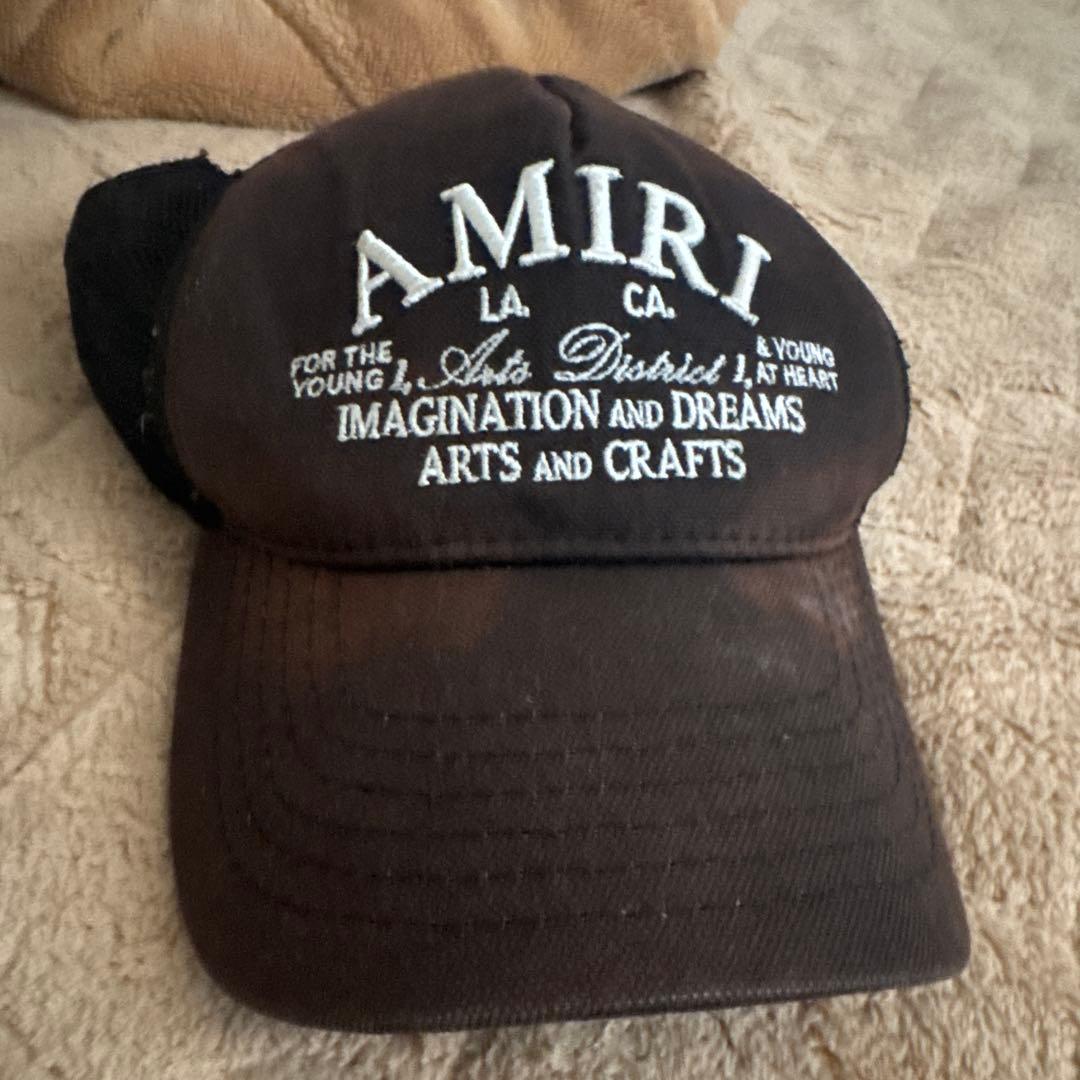 AMIRI
LA. CA.
FOR THE YOUNG 1, Arts District 1, & YOUNG AT HEART
IMAGINATION AND DREAMS
ARTS AND CRAFTS